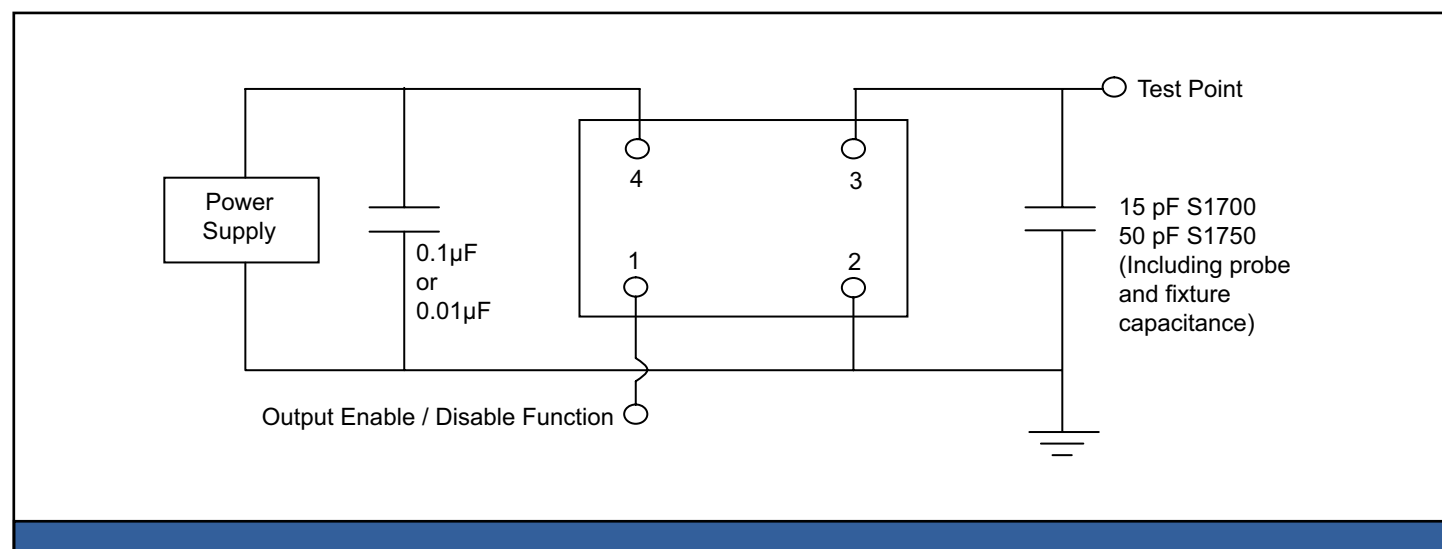 Test Point
4
3
Power
Supply
15 pF S1700
50 pF S1750
(Including probe
and fixture
capacitance)
0.1µF
or
0.01µF
1
2
Output Enable / Disable Function